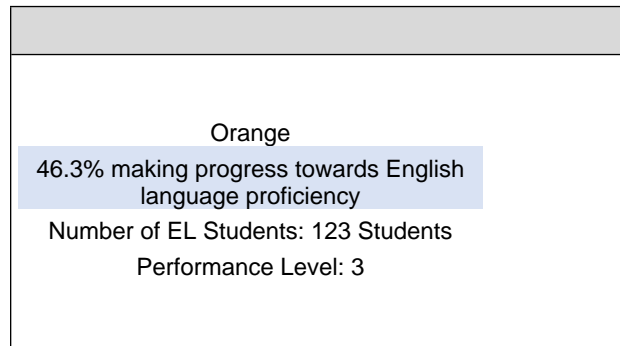 Orange
46.3% making progress towards English
language proficiency
Number of EL Students: 123 Students
Performance Level: 3